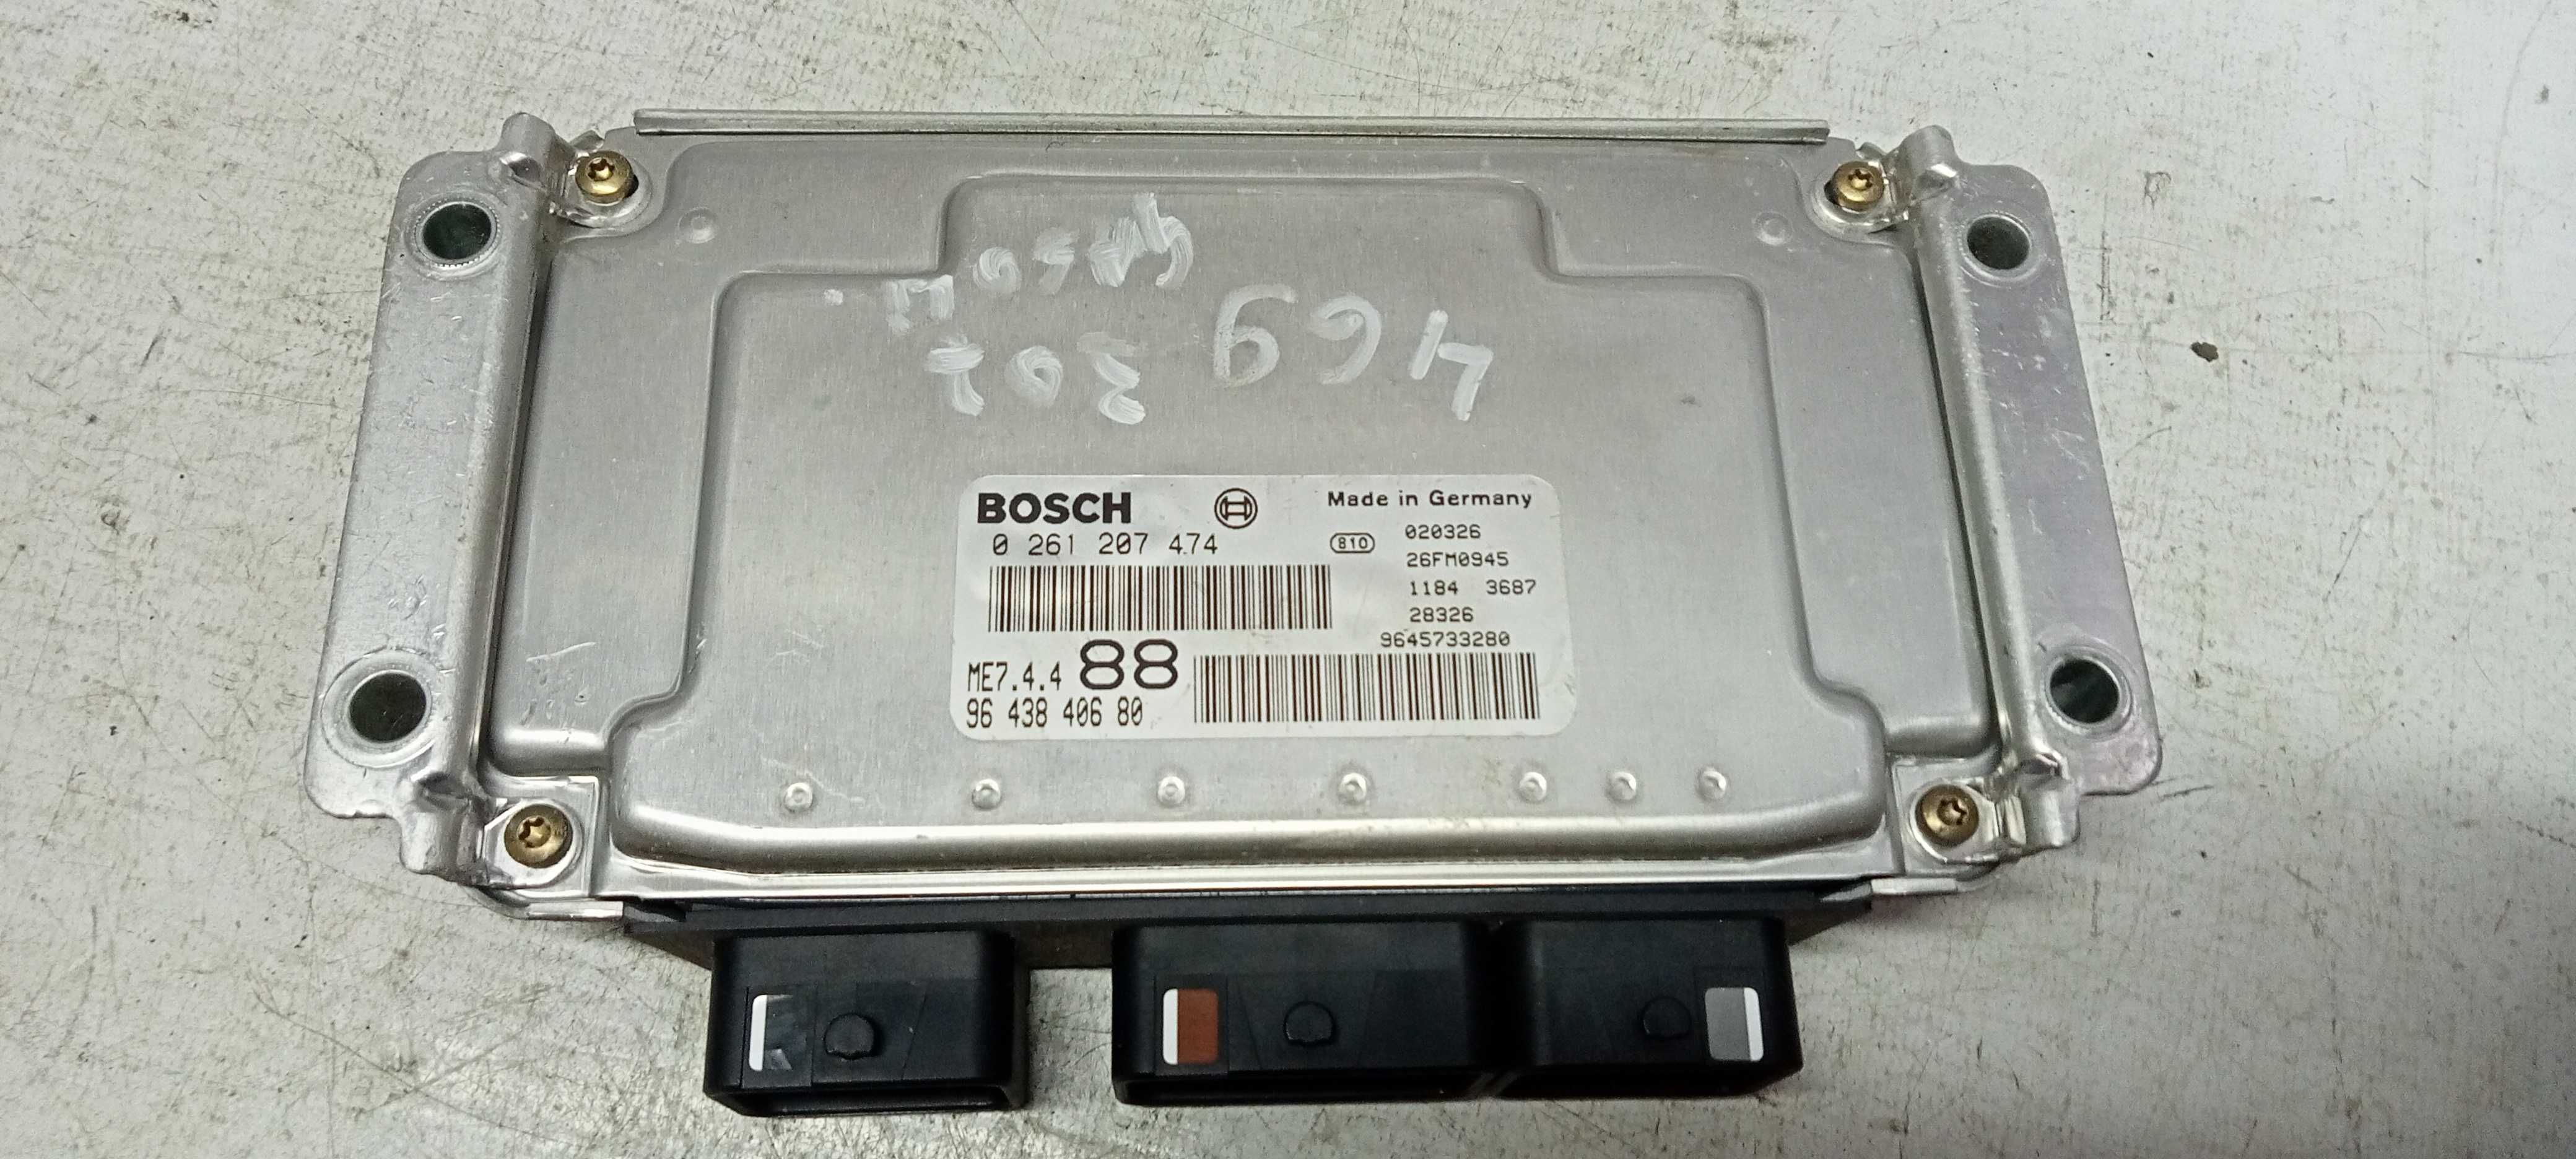 469
307
BOSCH
Made in Germany
0 261 207 474
810
020326
26FM0945
1184 3687
28326
9645733280
ME7.4.4 88
96 438 406 80